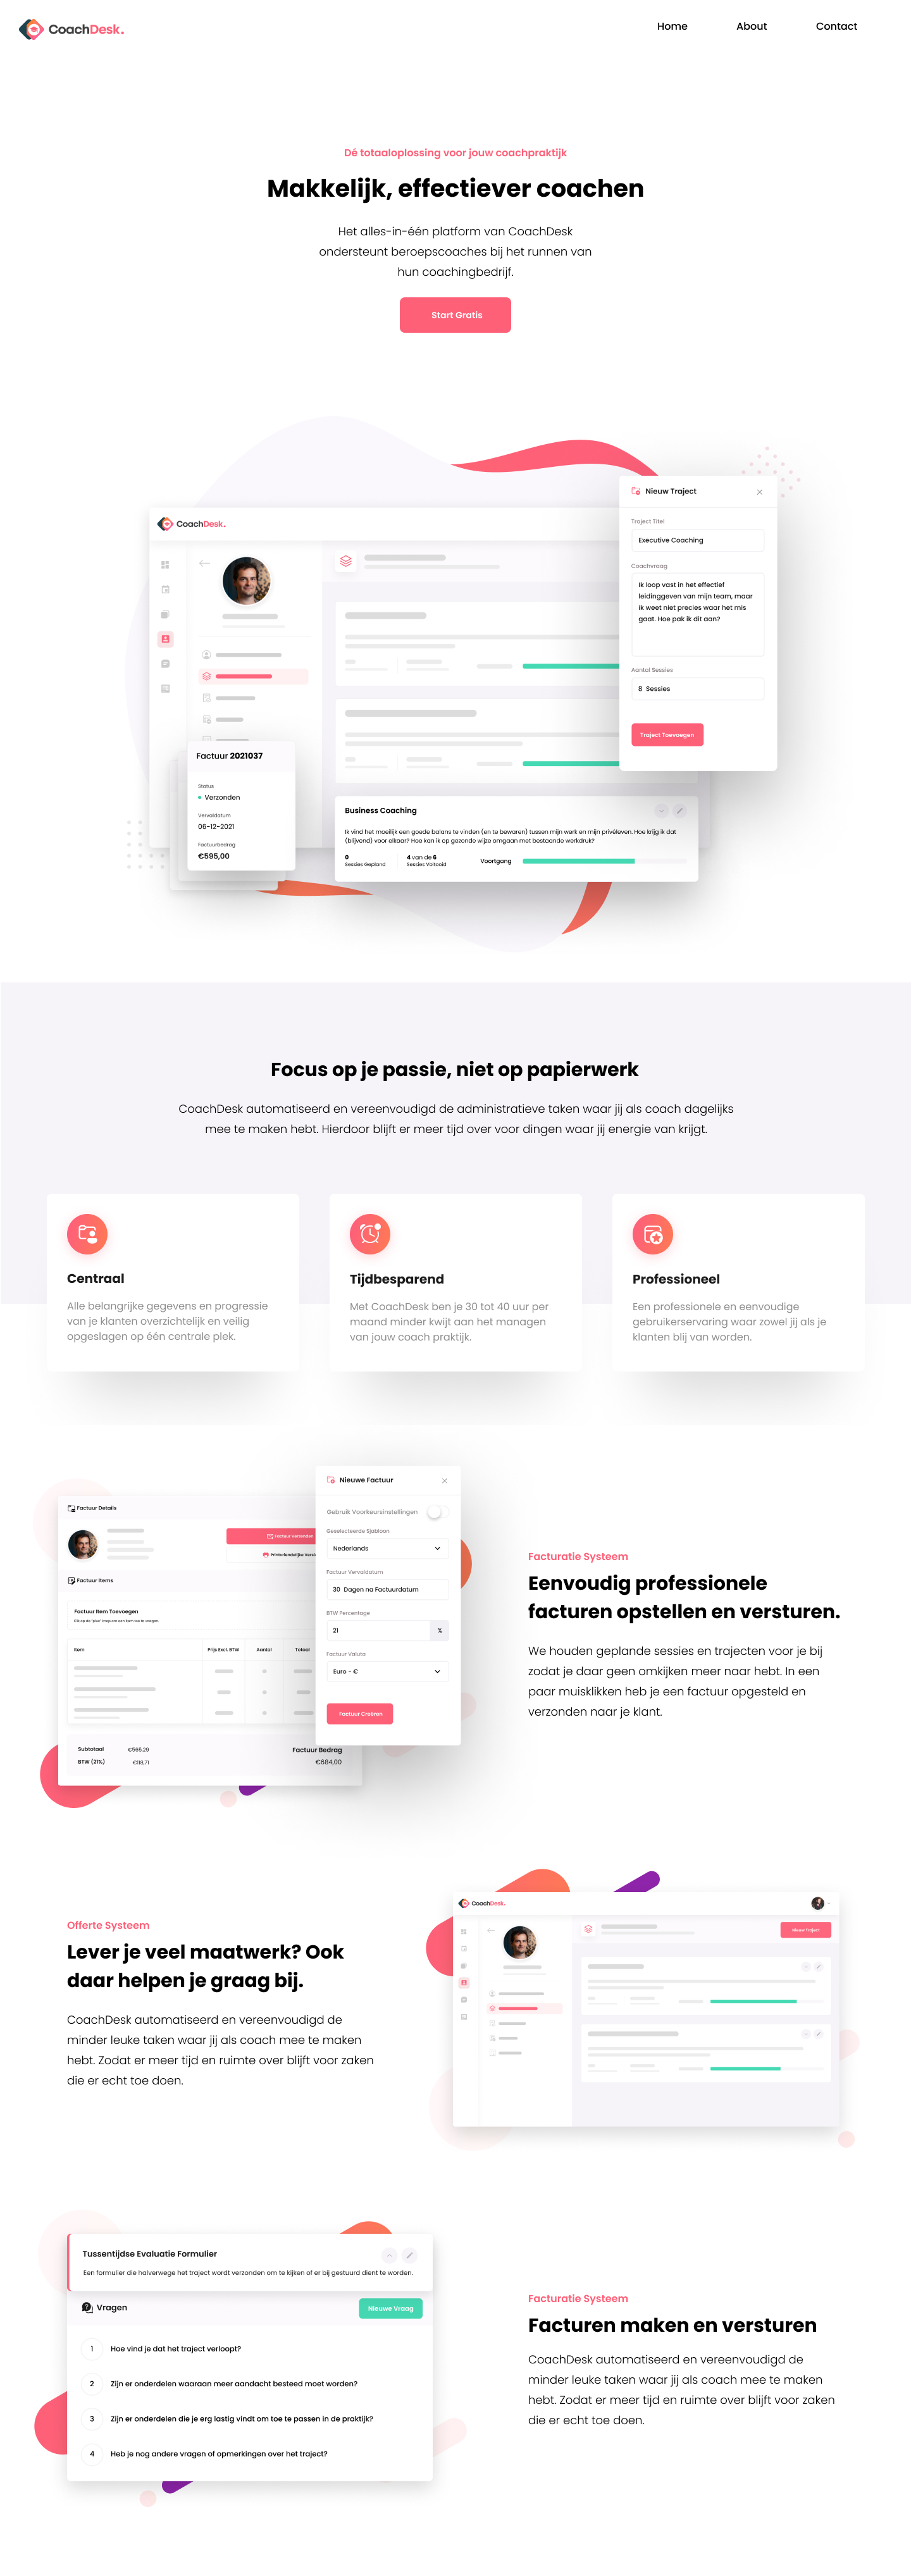 CoachDesk.
Home
About
Contact
Dé totaaloplossing voor jouw coachpraktijk
Makkelijk, effectiever coachen
Het alles-in-één platform van CoachDesk
ondersteunt beroepscoaches bij het runnen van
hun coachingbedrijf.
Start Gratis
CoachDesk.
Nieuw Traject
Traject Titel
Executive Coaching
Coachvraag
Ik loop vast in het effectief
leidinggeven van mijn team, maar
ik weet niet precies waar het mis
gaat. Hoe pak ik dit aan?
Aantal Sessies
8 Sessies
Traject Toevoegen
Factuur 2021037
Status
Verzonden
Vervaldatum
06-12-2021
Factuurbedrag
€595,00
Business Coaching
Ik vind het moeilijk een goede balans te vinden (en te bewaren) tussen mijn werk en mijn privéleven. Hoe krijg ik dat
(blijvend) voor elkaar? Hoe kan ik op gezonde wijze omgaan met bestaande werkdruk?
0
Sessies Gepland
4 van de 6
Sessies Voltooid
Voortgang
Focus op je passie, niet op papierwerk
CoachDesk automatiseerd en vereenvoudigd de administratieve taken waar jij als coach dagelijks
mee te maken hebt. Hierdoor blijft er meer tijd over voor dingen waar jij energie van krijgt.
Centraal
Alle belangrijke gegevens en progressie
van je klanten overzichtelijk en veilig
opgeslagen op één centrale plek.
Tijdbesparend
Met CoachDesk ben je 30 tot 40 uur per
maand minder kwijt aan het managen
van jouw coach praktijk.
Professioneel
Een professionele en eenvoudige
gebruikerservaring waar zowel jij als je
klanten blij van worden.
Factuur Details
Factuur Verzenden
Printvriendelijke Versi
Factuur Items
Factuur Item Toevoegen
Klik op de "plus" knop om een item toe te voegen.
Item
Prijs Excl. BTW
Aantal
Totaal
Subtotaal
€565,29
BTW (21%)
€118,71
Factuur Bedrag
€684,00
Nieuwe Factuur
Gebruik Voorkeursinstellingen
Geselecteerde Sjabloon
Nederlands
Factuur Vervaldatum
30 Dagen na Factuurdatum
BTW Percentage
21
%
Factuur Valuta
Euro - €
Factuur Creëren
Facturatie Systeem
Eenvoudig professionele
facturen opstellen en versturen.
We houden geplande sessies en trajecten voor je bij
zodat je daar geen omkijken meer naar hebt. In een
paar muisklikken heb je een factuur opgesteld en
verzonden naar je klant.
Offerte Systeem
Lever je veel maatwerk? Ook
daar helpen je graag bij.
CoachDesk automatiseerd en vereenvoudigd de
minder leuke taken waar jij als coach mee te maken
hebt. Zodat er meer tijd en ruimte over blijft voor zaken
die er echt toe doen.
CoachDesk.
Nieuw Traject
Tussentijdse Evaluatie Formulier
Een formulier die halverwege het traject wordt verzonden om te kijken of er bij gestuurd dient te worden.
Vragen
Nieuwe Vraag
1 Hoe vind je dat het traject verloopt?
2 Zijn er onderdelen waaraan meer aandacht besteed moet worden?
3 Zijn er onderdelen die je erg lastig vindt om toe te passen in de praktijk?
4 Heb je nog andere vragen of opmerkingen over het traject?
Facturatie Systeem
Facturen maken en versturen
CoachDesk automatiseerd en vereenvoudigd de
minder leuke taken waar jij als coach mee te maken
hebt. Zodat er meer tijd en ruimte over blijft voor zaken
die er echt toe doen.